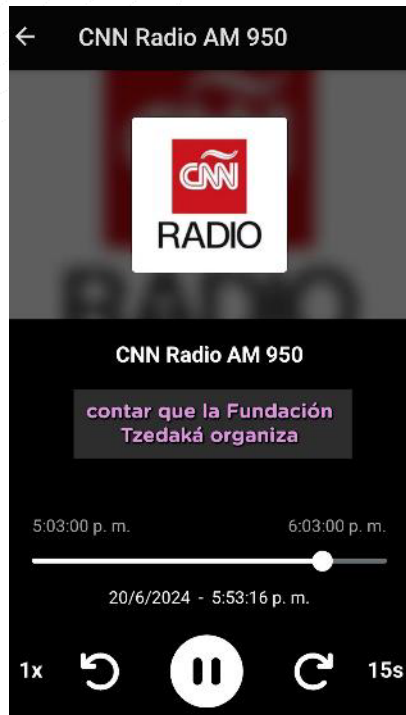 CNN Radio AM 950
CNN
RADIO
CNN Radio AM 950
contar que la Fundación
Tzedaká organiza
5:03:00 p. m. 6:03:00 p. m.
20/6/2024 - 5:53:16 p. m.
1x 15s